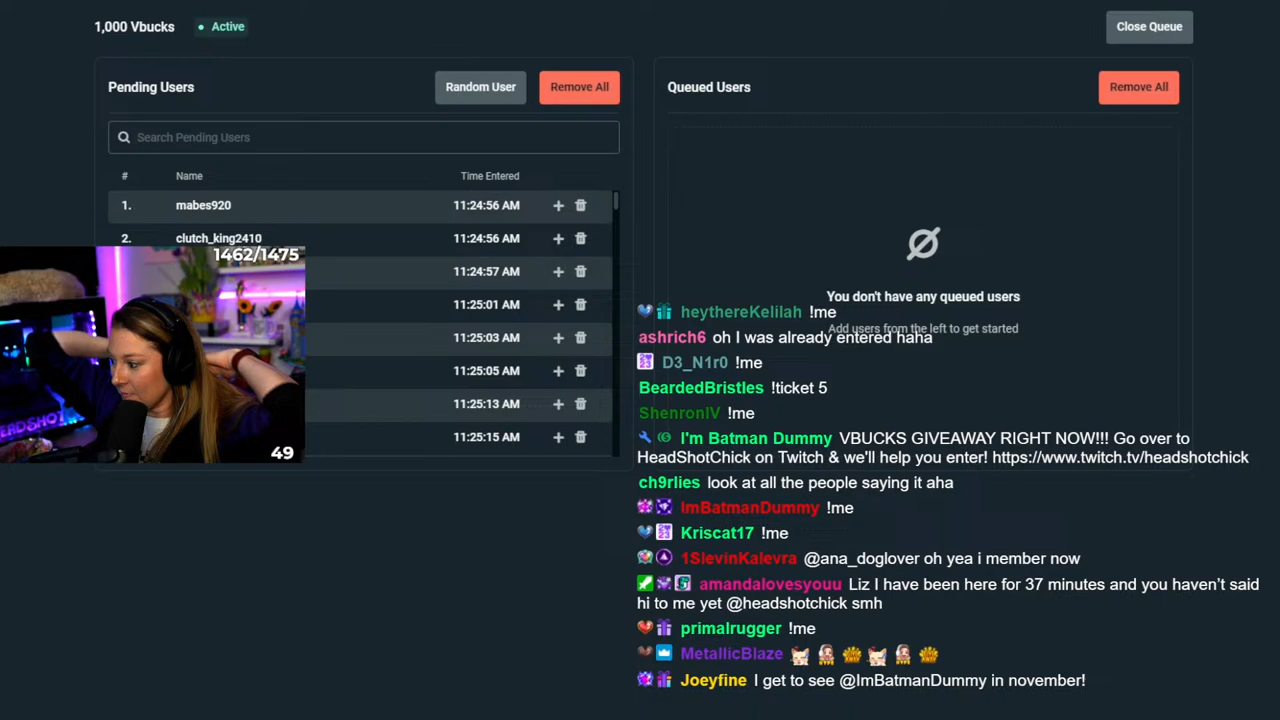 1,000 Vbucks
Active
Close Queue
Pending Users
Random User
Remove All
Search Pending Users
# Name Time Entered
1. mabes920 11:24:56 AM
2. clutch_king2410 11:24:56 AM
11:24:57 AM
11:25:01 AM
11:25:03 AM
11:25:05 AM
11:25:13 AM
11:25:15 AM
1462/1475
HEADSHOT
49
Queued Users
Remove All
You don't have any queued users
Add users from the left to get started
heythereKelilah !me
ashrich6 oh I was already entered haha
D3_N1r0 !me
BeardedBristles !ticket 5
ShenronIV !me
I'm Batman Dummy VBUCKS GIVEAWAY RIGHT NOW!!! Go over to
HeadShotChick on Twitch & we'll help you enter! https://www.twitch.tv/headshotchick
ch9rlies look at all the people saying it aha
ImBatmanDummy !me
Kriscat17 !me
1SlevinKalevra @ana_doglover oh yea i member now
amandalovesyouu Liz I have been here for 37 minutes and you haven't said
hi to me yet @headshotchick smh
primalrugger !me
MetallicBlaze
Joeyfine I get to see @ImBatmanDummy in november!